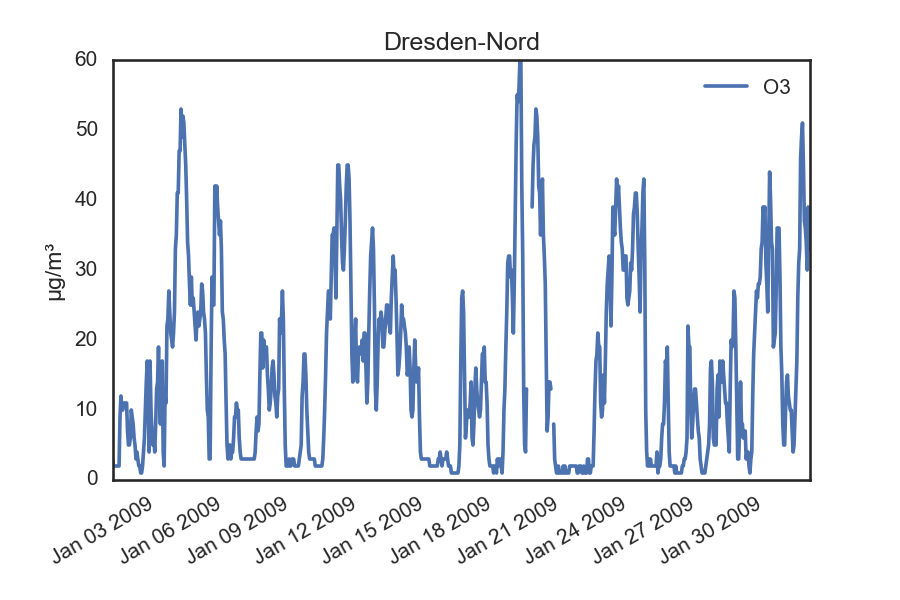 Dresden-Nord
O3
µg/m³
60
50
40
30
20
10
0
Jan 03 2009
Jan 06 2009
Jan 09 2009
Jan 12 2009
Jan 15 2009
Jan 18 2009
Jan 21 2009
Jan 24 2009
Jan 27 2009
Jan 30 2009